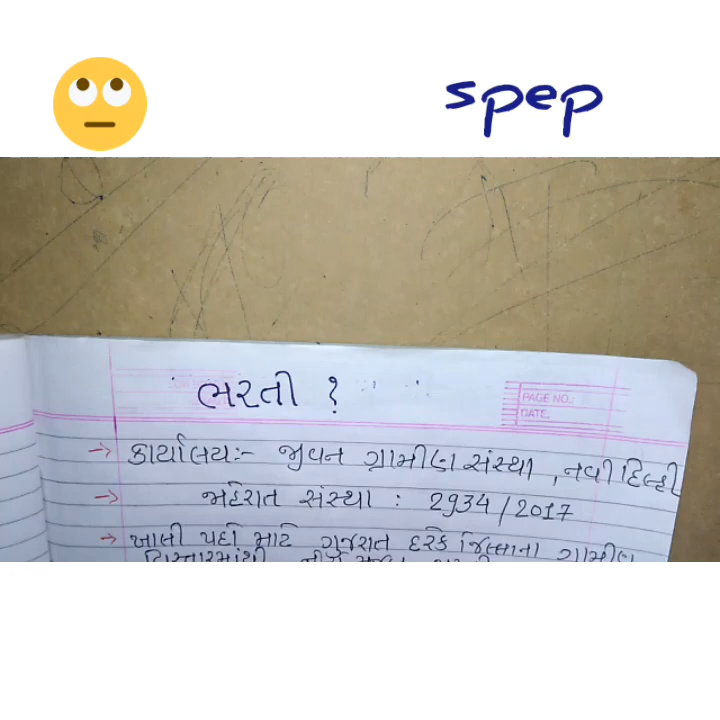 spep
ભરતી ?
PAGE NO.:
DATE:
→ કાર્યાલય:- જીવન ગ્રામીણ સંસ્થા, નવી દિલ્હી
→ જાહેરાત સંસ્થા : 2934/2017
→ ખાલી પદો માટે ગુજરાત દરેક જિલ્લાના ગ્રામીણ